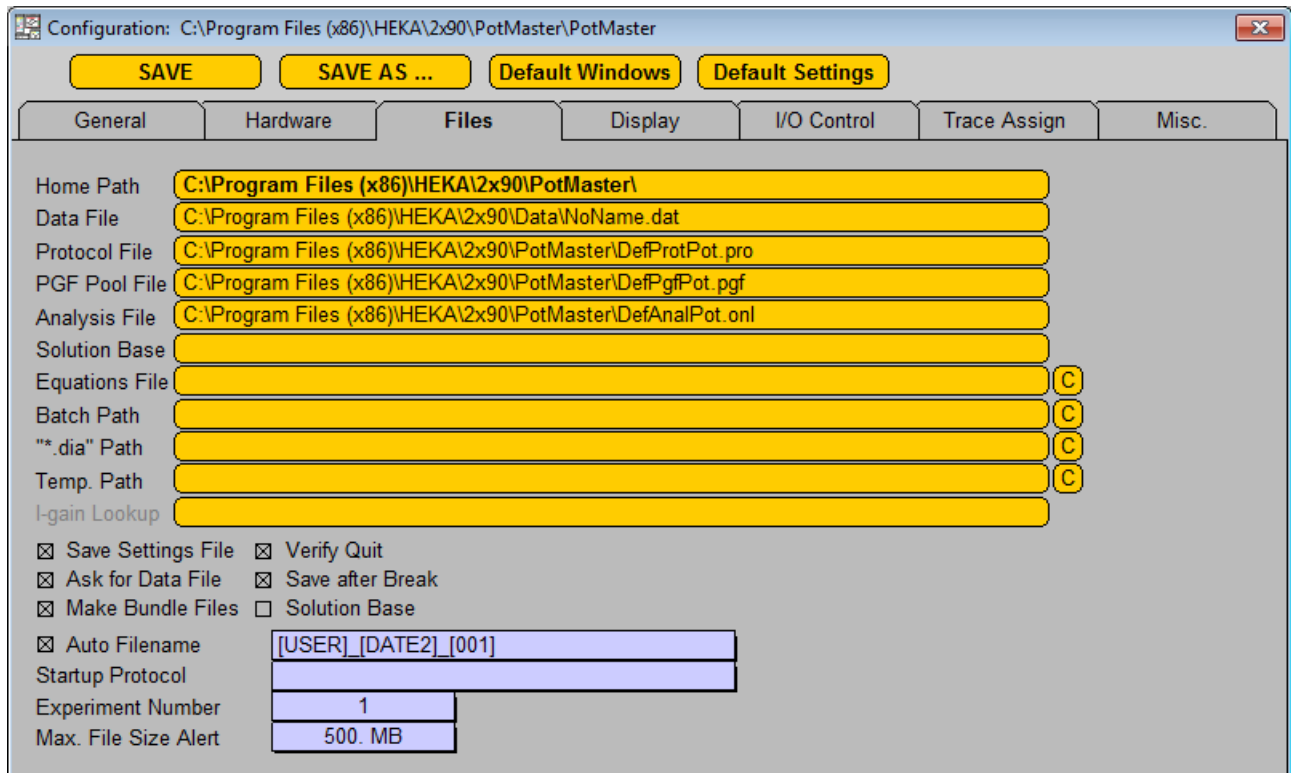 Configuration: C:\Program Files (x86)\HEKA\2x90\PotMaster\PotMaster
SAVE SAVE AS ... Default Windows Default Settings
General Hardware Files Display I/O Control Trace Assign Misc.
Home Path C:\Program Files (x86)\HEKA\2x90\PotMaster\
Data File C:\Program Files (x86)\HEKA\2x90\Data\NoName.dat
Protocol File C:\Program Files (x86)\HEKA\2x90\PotMaster\DefProtPot.pro
PGF Pool File C:\Program Files (x86)\HEKA\2x90\PotMaster\DefPgfPot.pgf
Analysis File C:\Program Files (x86)\HEKA\2x90\PotMaster\DefAnalPot.onl
Solution Base
Equations File C
Batch Path C
"*.dia" Path C
Temp. Path C
I-gain Lookup
Save Settings File Verify Quit
Ask for Data File Save after Break
Make Bundle Files Solution Base
Auto Filename [USER]_[DATE2]_[001]
Startup Protocol
Experiment Number 1
Max. File Size Alert 500. MB